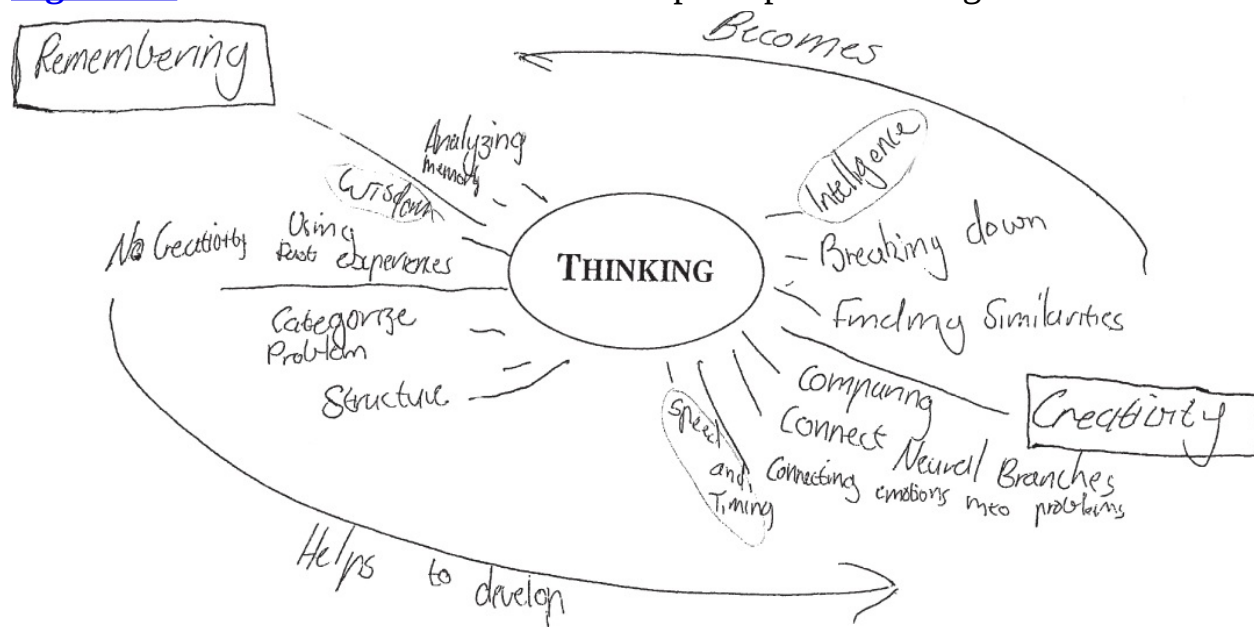 Becomes
Remembering
Analyzing
memory
Wisdom
Intelligence
No Creativity
Using
Past experiences
THINKING
Breaking down
Categorize
Problem
Finding Similarities
Structure
Comparing
Creativity
Connect Neural Branches
Speed
and
Timing
Connecting emotions into problems
Helps to develop